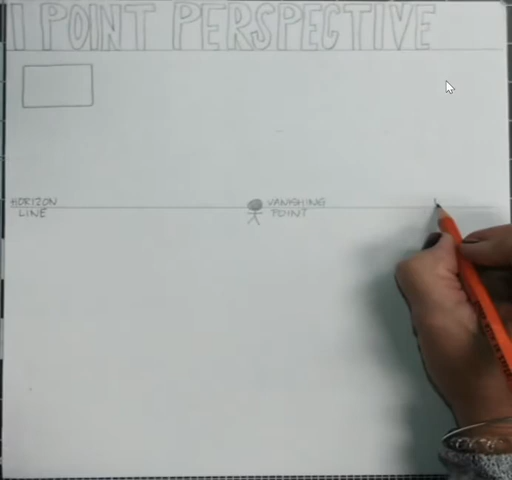 1 POINT PERSPECTIVE
HORIZON
LINE
VANISHING
POINT